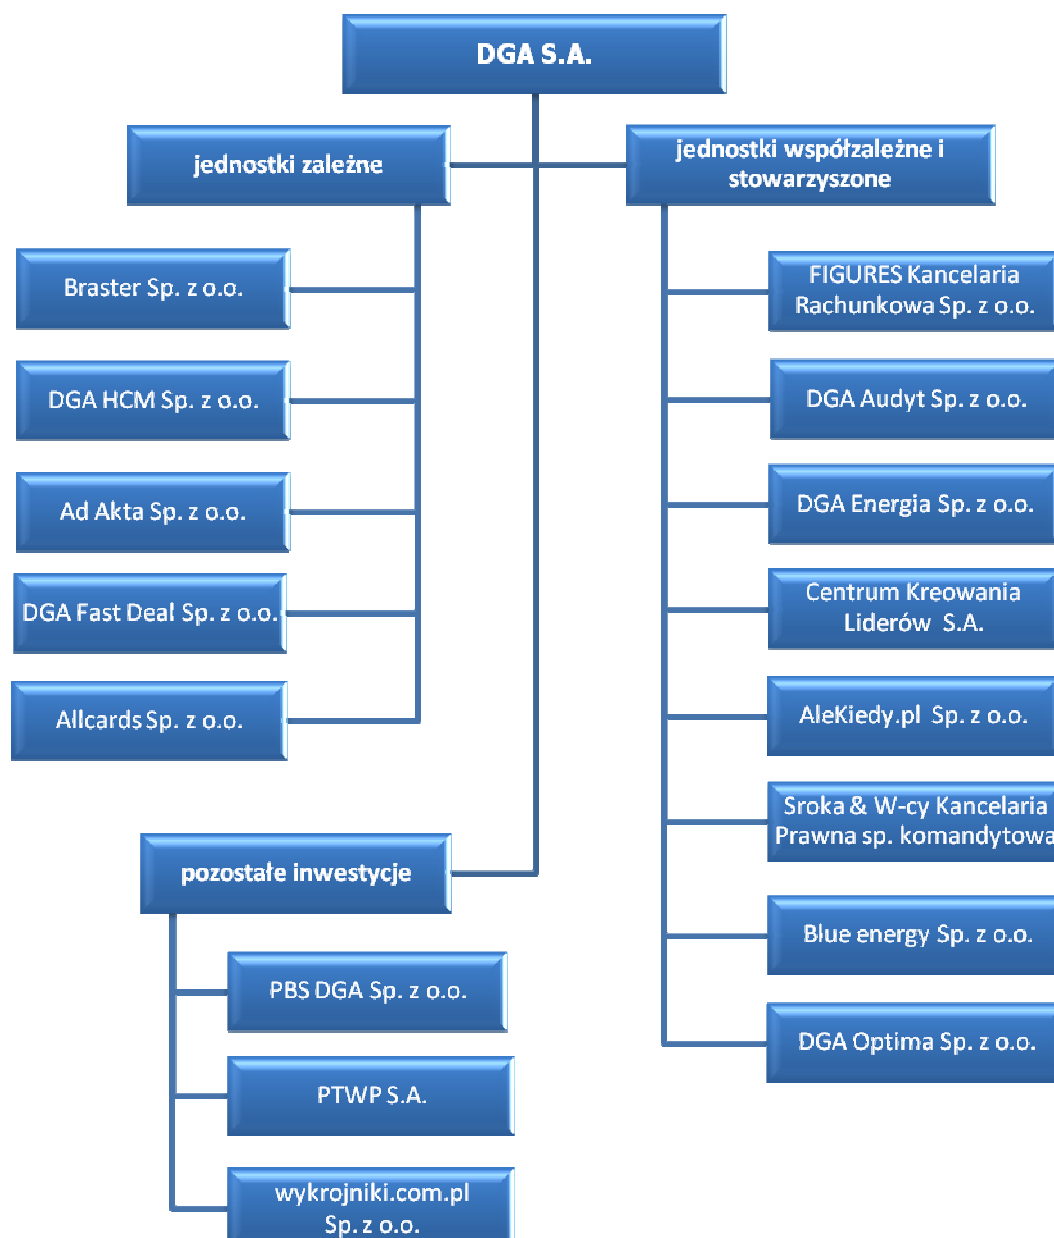 DGA S.A.
jednostki zależne
Braster Sp. z o.o.
DGA HCM Sp. z o.o.
Ad Akta Sp. z o.o.
DGA Fast Deal Sp. z o.o.
Allcards Sp. z o.o.
jednostki współzależne i
stowarzyszone
FIGURES Kancelaria
Rachunkowa Sp. z o.o.
DGA Audyt Sp. z o.o.
DGA Energia Sp. z o.o.
Centrum Kreowania
Liderów S.A.
AleKiedy.pl Sp. z o.o.
Sroka & W-cy Kancelaria
Prawna sp. komandytowa
Blue energy Sp. z o.o.
DGA Optima Sp. z o.o.
pozostałe inwestycje
PBS DGA Sp. z o.o.
PTWP S.A.
wykrojniki.com.pl
Sp. z o.o.